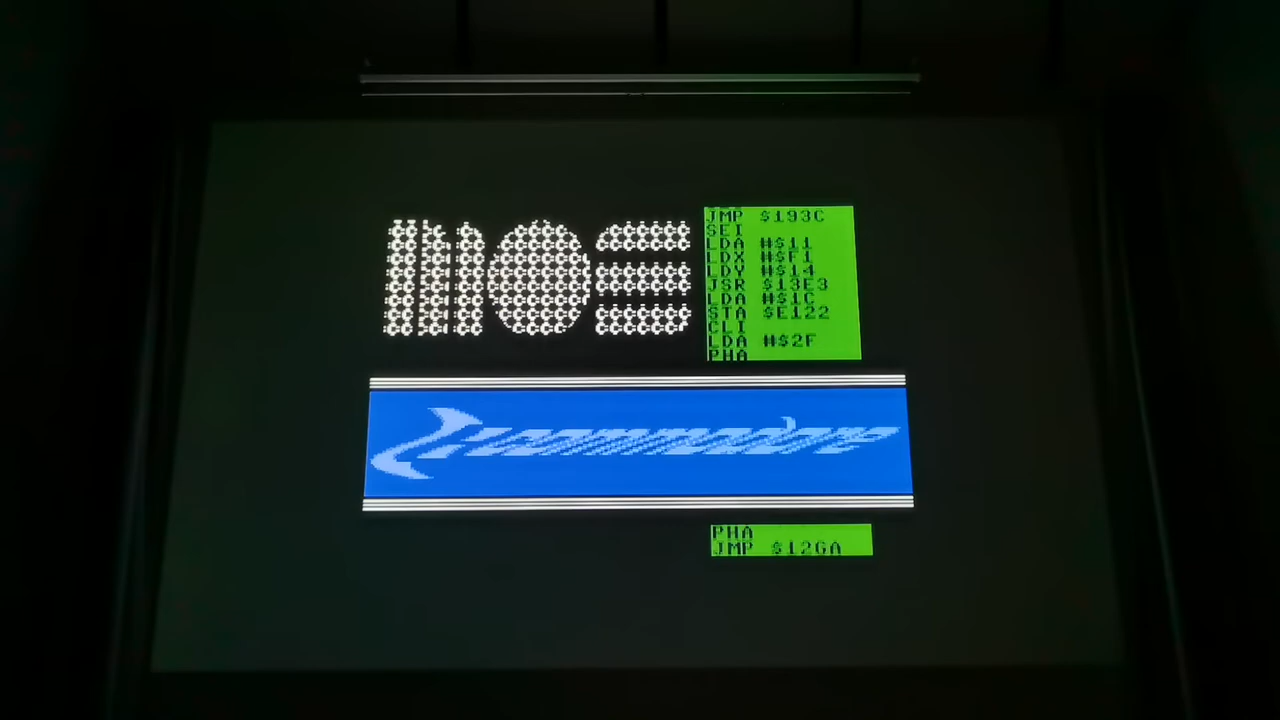 JMP $193C
SEI
LDA #$11
LDX #$F1
LDY #$14
JSR $13E3
LDA #$1C
STA $E122
CLI
LDA #$2F
PHA
commodore
PHA
JMP $12GA